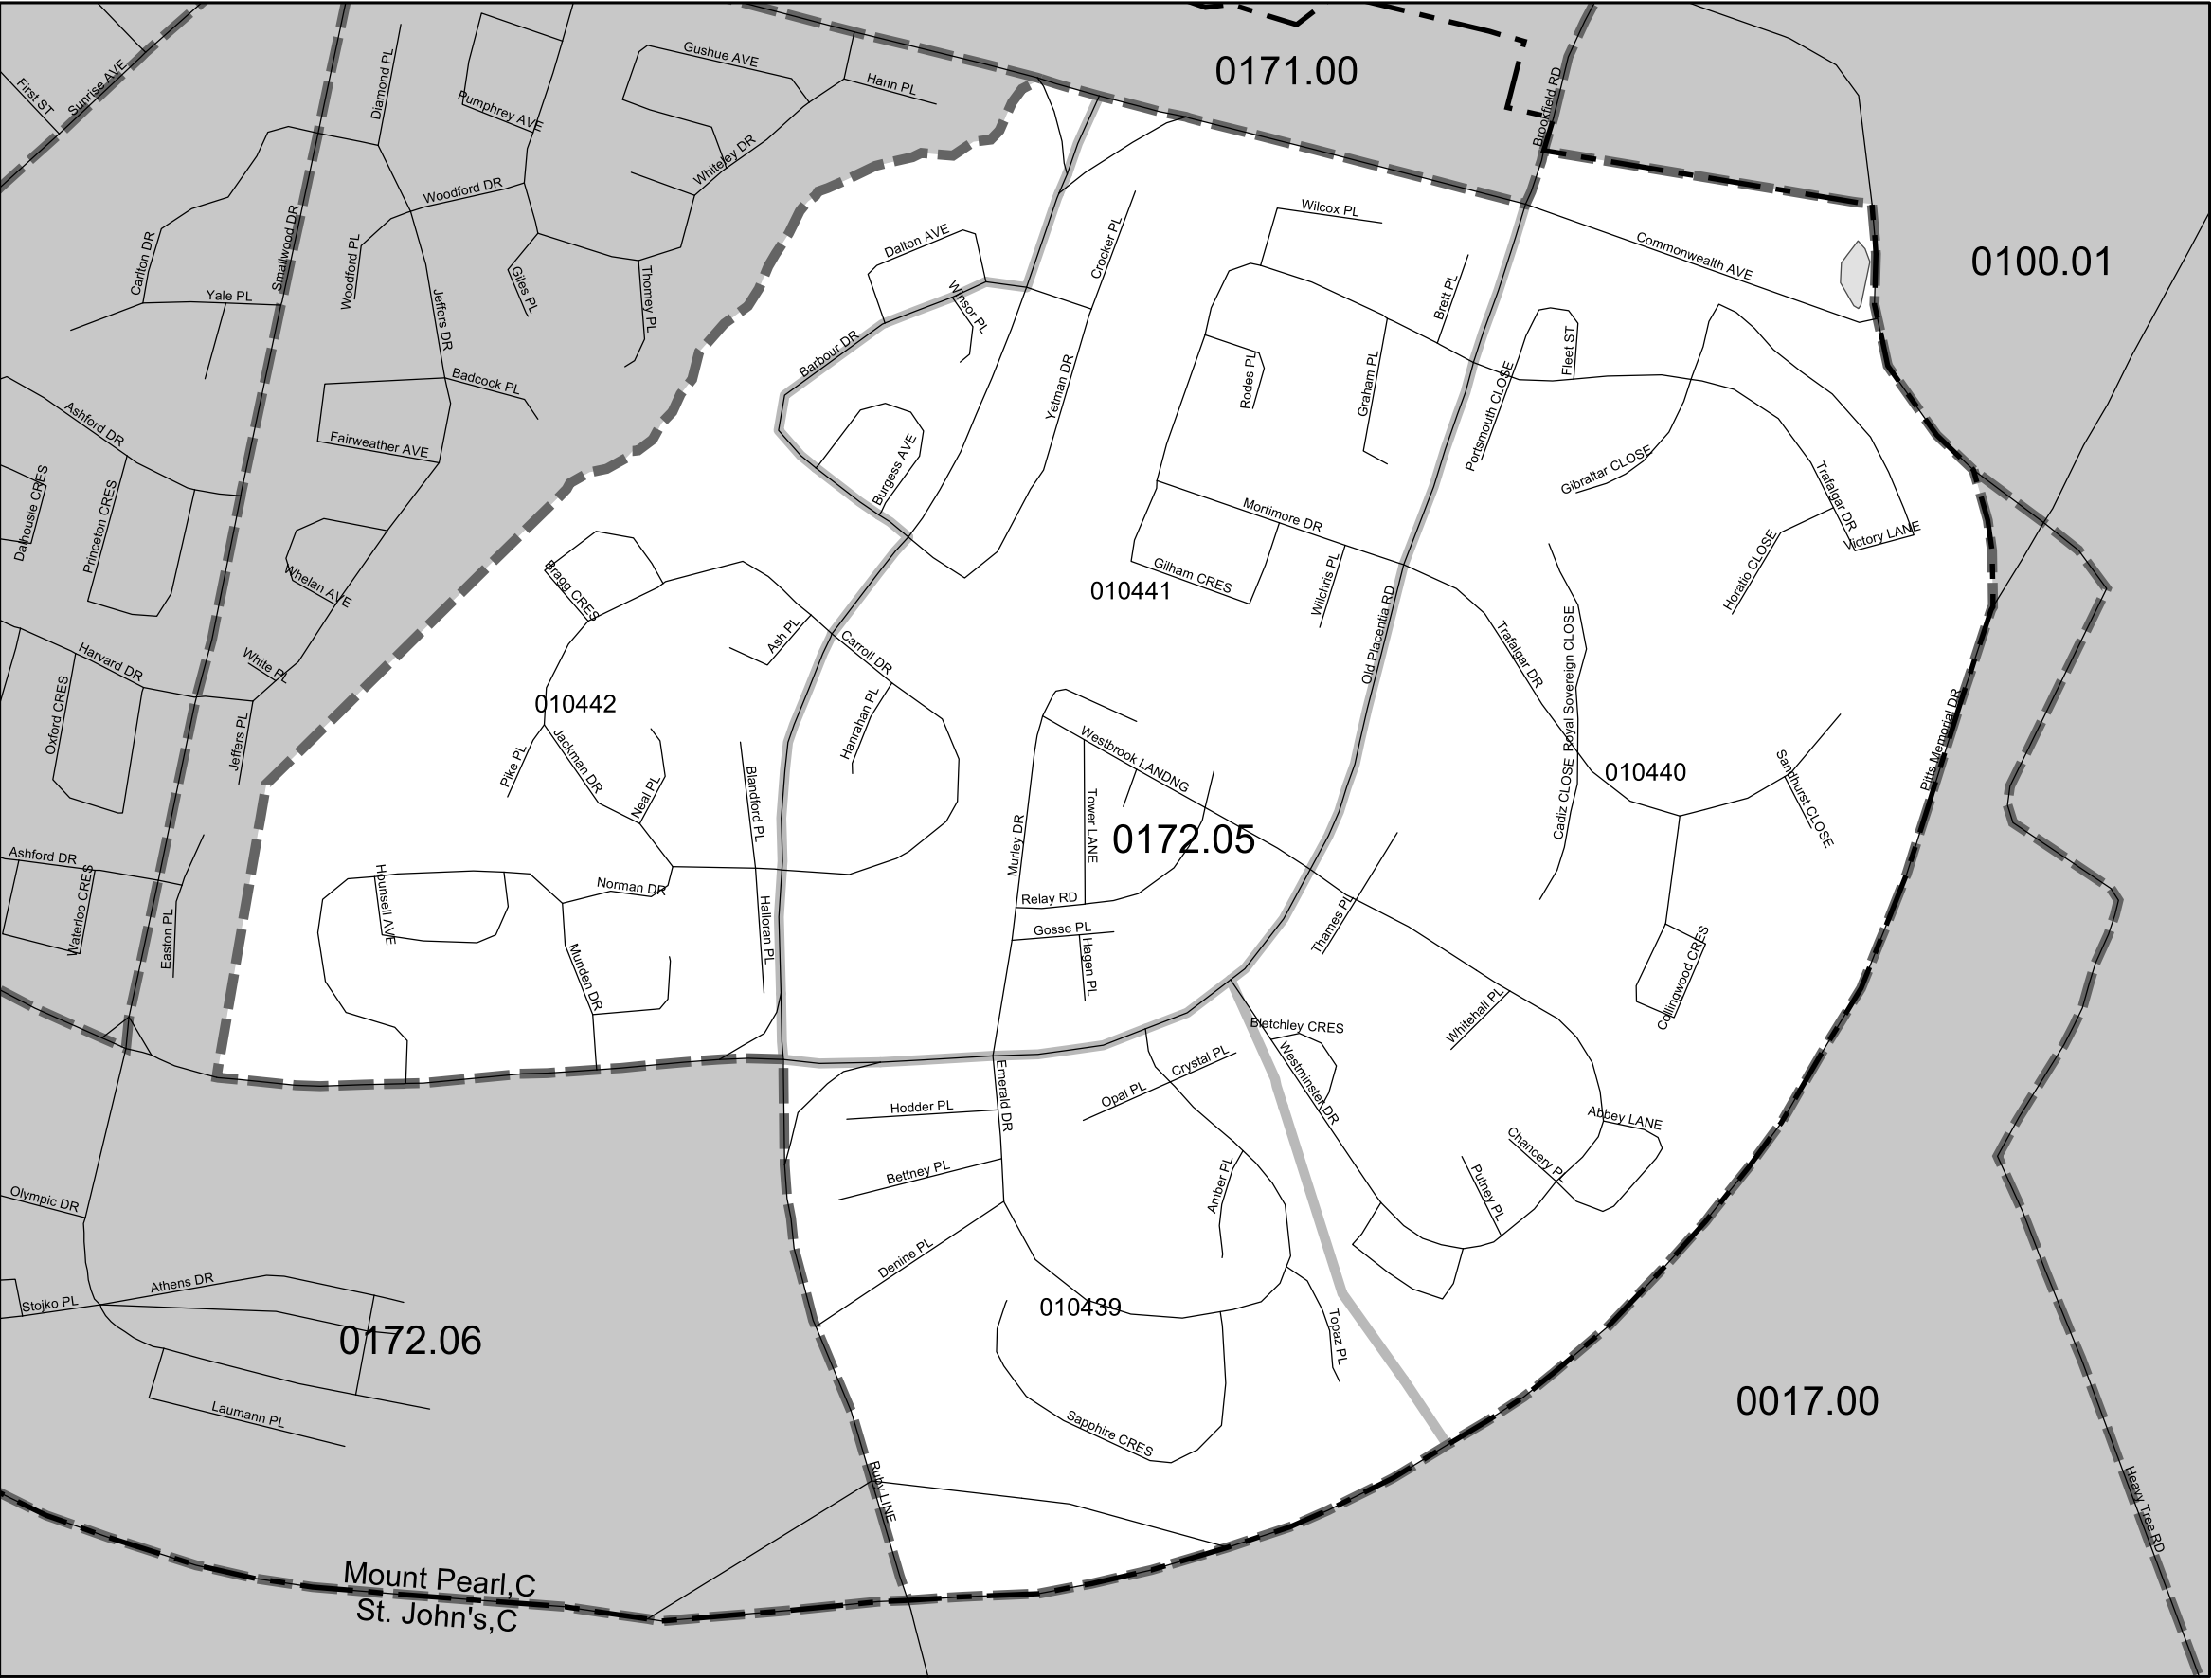 0171.00
0100.01
0172.05
0172.06
0017.00
010441
010442
010440
010439
Mount Pearl,C
St. John's,C
First ST
Sunrise AVE
Diamond PL
Pumphrey AVE
Gushue AVE
Hann PL
Whiteley DR
Brookfield RD
Woodford DR
Woodford PL
Carlton DR
Smallwood DR
Yale PL
Giles PL
Thomey PL
Jeffers DR
Badcock PL
Fairweather AVE
Ashford DR
Dalhousie CRES
Princeton CRES
Whelan AVE
White PL
Harvard DR
Oxford CRES
Jeffers PL
Ashford DR
Waterloo CRES
Easton PL
Olympic DR
Athens DR
Stojko PL
Laumann PL
Dalton AVE
Winsor PL
Barbour DR
Burgess AVE
Crocker PL
Yetman DR
Wilcox PL
Brett PL
Rodes PL
Graham PL
Portsmouth CLOSE
Fleet ST
Commonwealth AVE
Gibraltar CLOSE
Trafalgar DR
Victory LANE
Horatio CLOSE
Mortimore DR
Gilham CRES
Wilchris PL
Old Placentia RD
Trafalgar DR
Cadiz CLOSE
Royal Sovereign CLOSE
Sandhurst CLOSE
Pitts Memorial DR
Collingwood CRES
Bragg CRES
Ash PL
Carroll DR
Hanrahan PL
Pike PL
Jackman DR
Neal PL
Blandford PL
Halloran PL
Norman DR
Hounsell AVE
Munden DR
Westbrook LANDNG
Tower LANE
Murley DR
Relay RD
Gosse PL
Hagen PL
Thames PL
Whitehall PL
Bletchley CRES
Westminster DR
Abbey LANE
Chancery PL
Putney PL
Crystal PL
Opal PL
Emerald DR
Hodder PL
Bettney PL
Denine PL
Amber PL
Topaz PL
Sapphire CRES
Ruby LINE
Heavy Tree RD